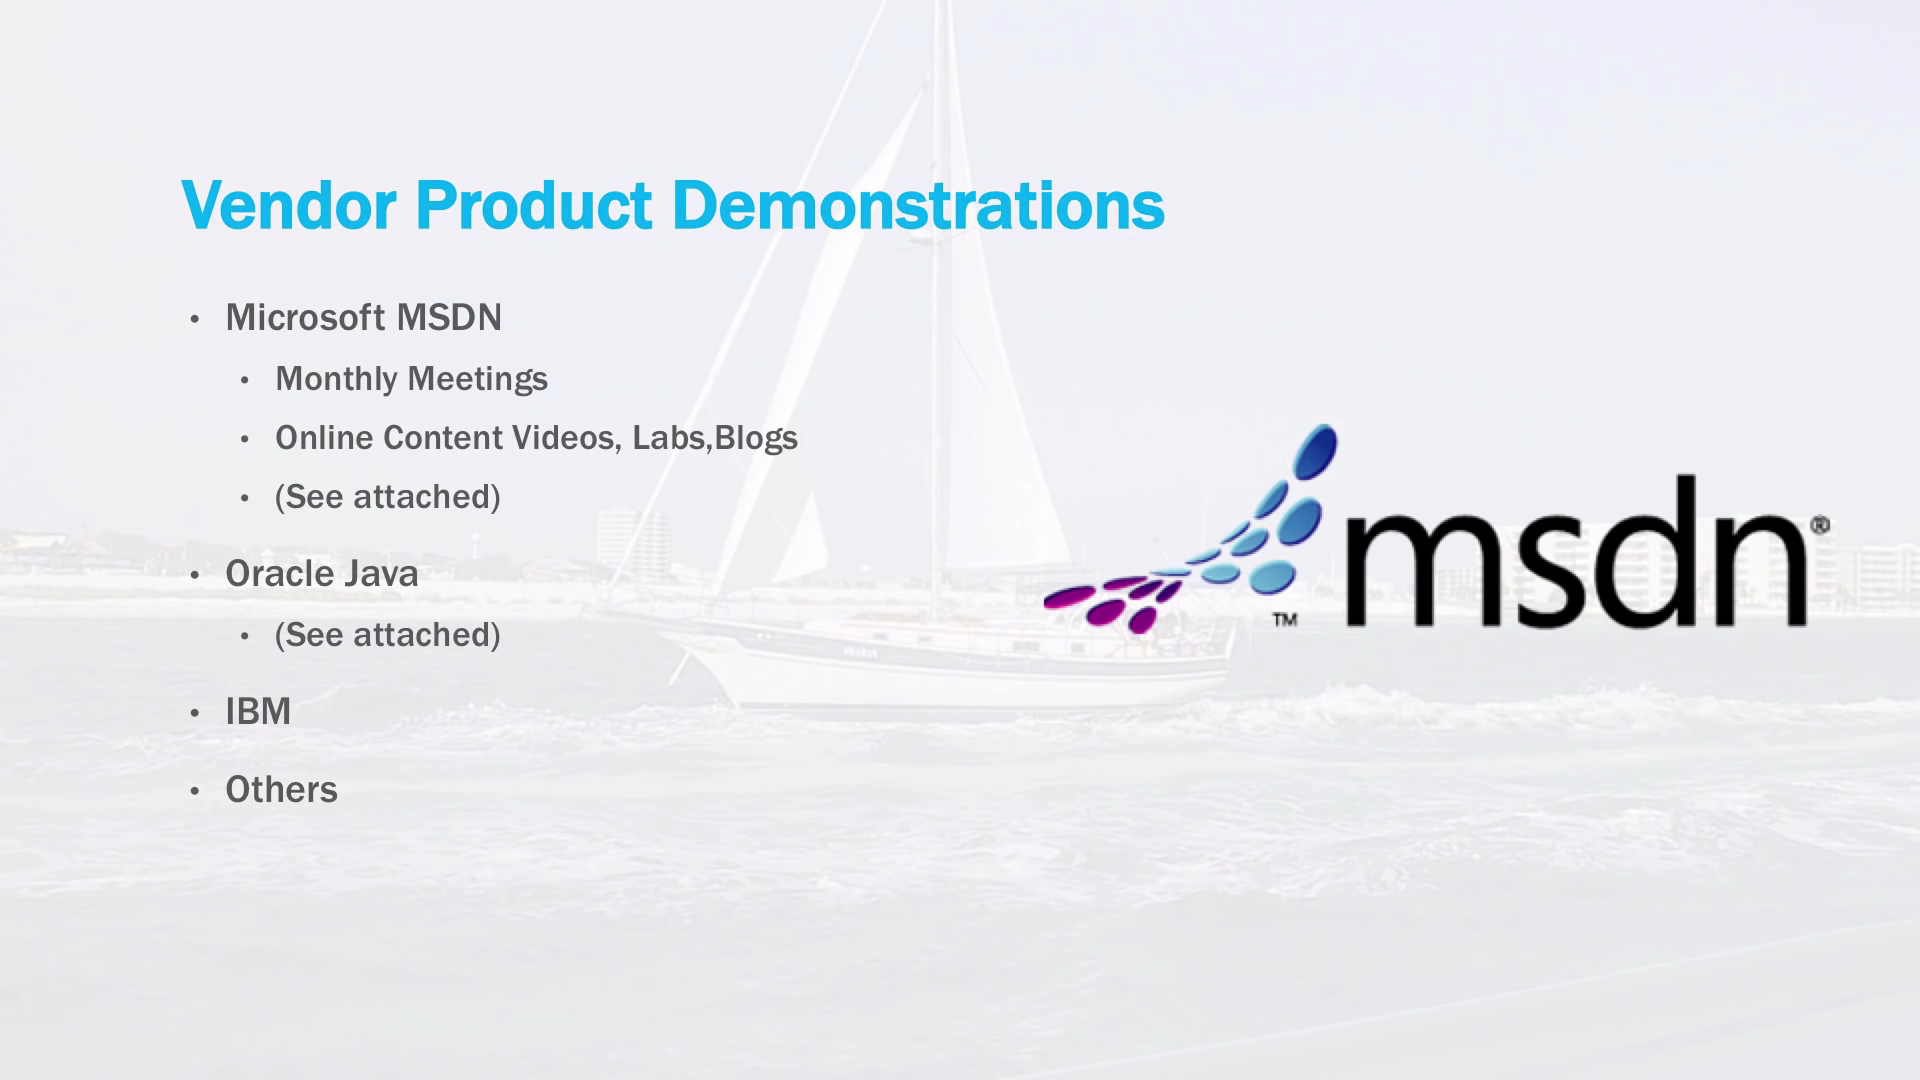 Vendor Product Demonstrations
• Microsoft MSDN
• Monthly Meetings
• Online Content Videos, Labs,Blogs
• (See attached)
• Oracle Java
• (See attached)
• IBM
• Others
™ msdn®